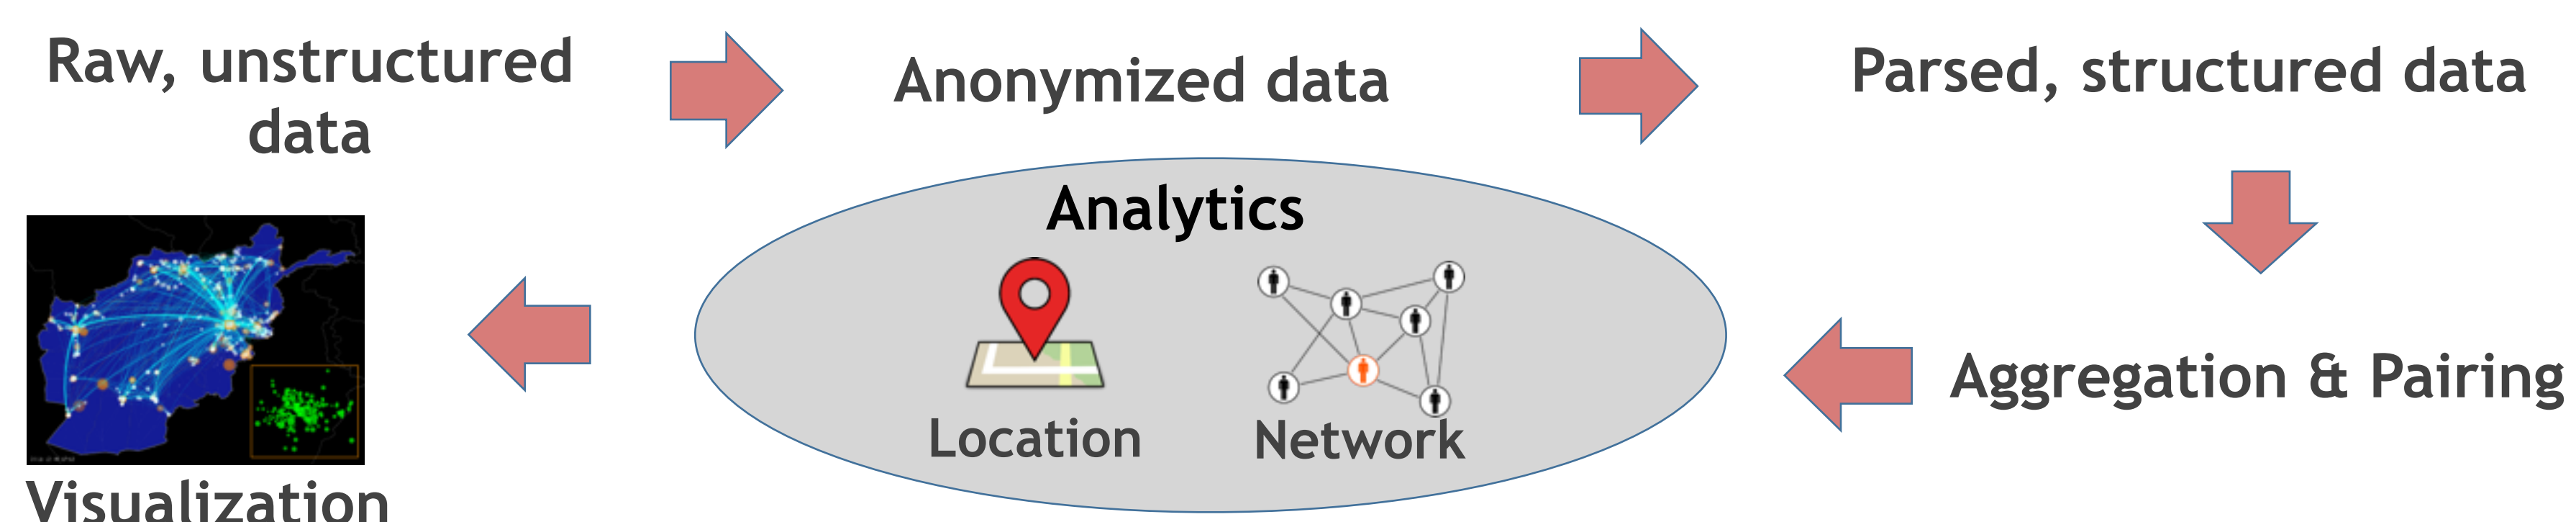 Raw, unstructured
data
Anonymized data
Parsed, structured data
Analytics
Location
Network
Aggregation & Pairing
Visualization